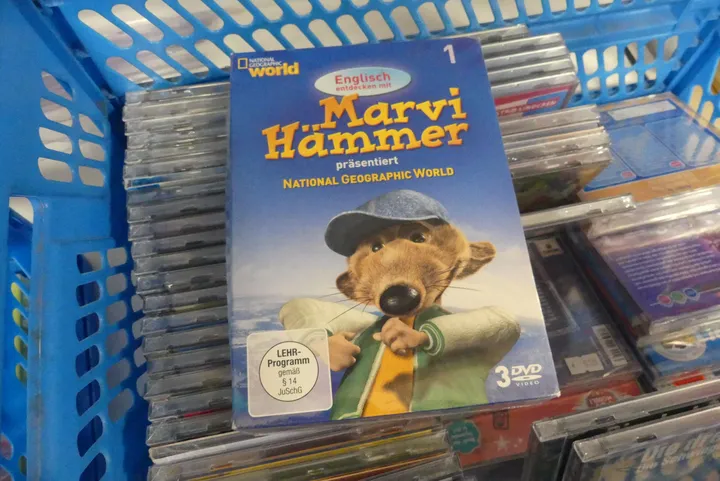 NATIONAL GEOGRAPHIC
world
1
Englisch
entdecken mit
Marvi
Hämmer
präsentiert
NATIONAL GEOGRAPHIC WORLD
LEHR-
Programm
gemäß
§ 14
JuSchG
3 DVD
VIDEO